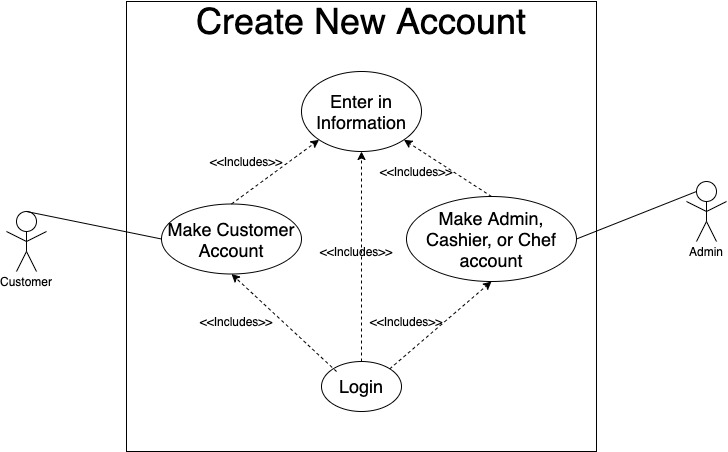 Create New Account
Enter in
Information
<<Includes>>
<<Includes>>
Make Customer
Account
Make Admin,
Cashier, or Chef
account
Customer
Admin
<<Includes>>
<<Includes>>
<<Includes>>
Login